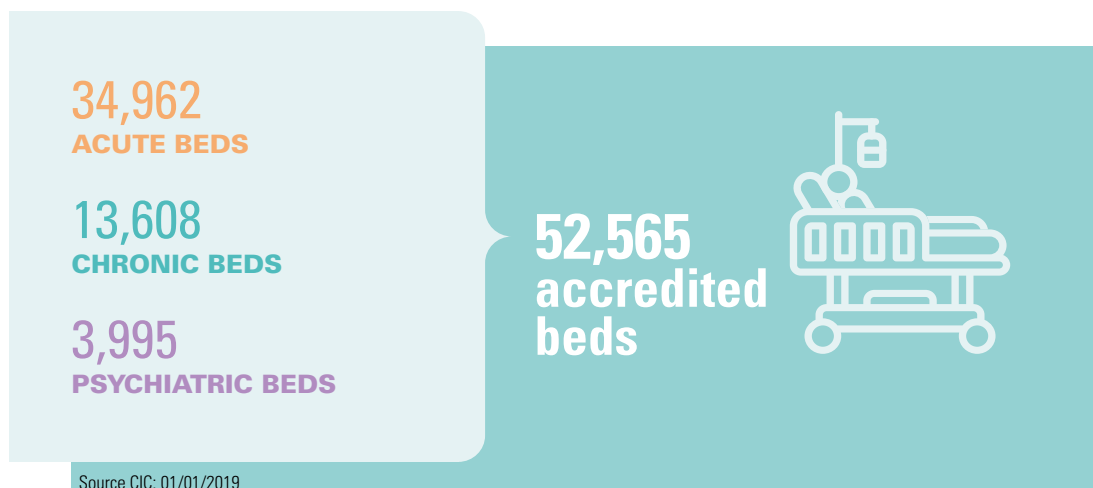 34,962
ACUTE BEDS
13,608
CHRONIC BEDS
3,995
PSYCHIATRIC BEDS
52,565
accredited
beds
Source CIC: 01/01/2019